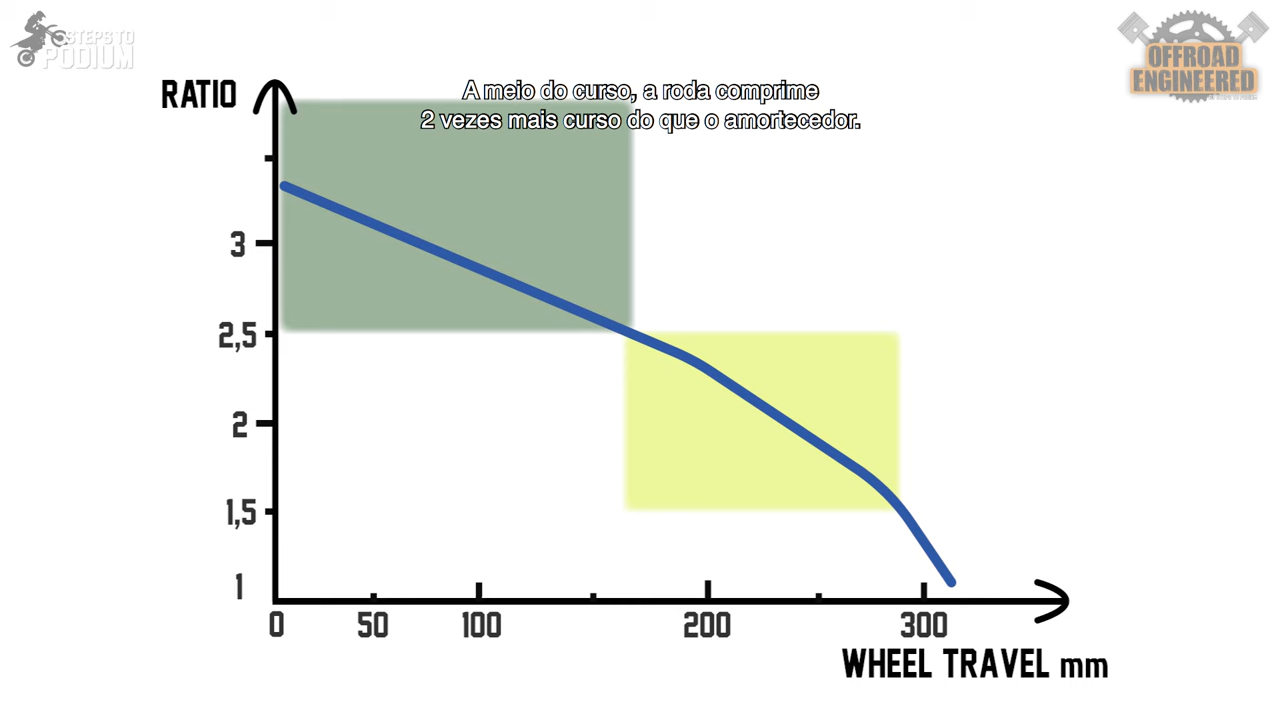 STEPS TO
PODIUM
OFFROAD
ENGINEERED
RATIO
A meio do curso, a roda comprime
2 vezes mais curso do que o amortecedor.
3
2,5
2
1,5
1
0 50 100 200 300
WHEEL TRAVEL mm